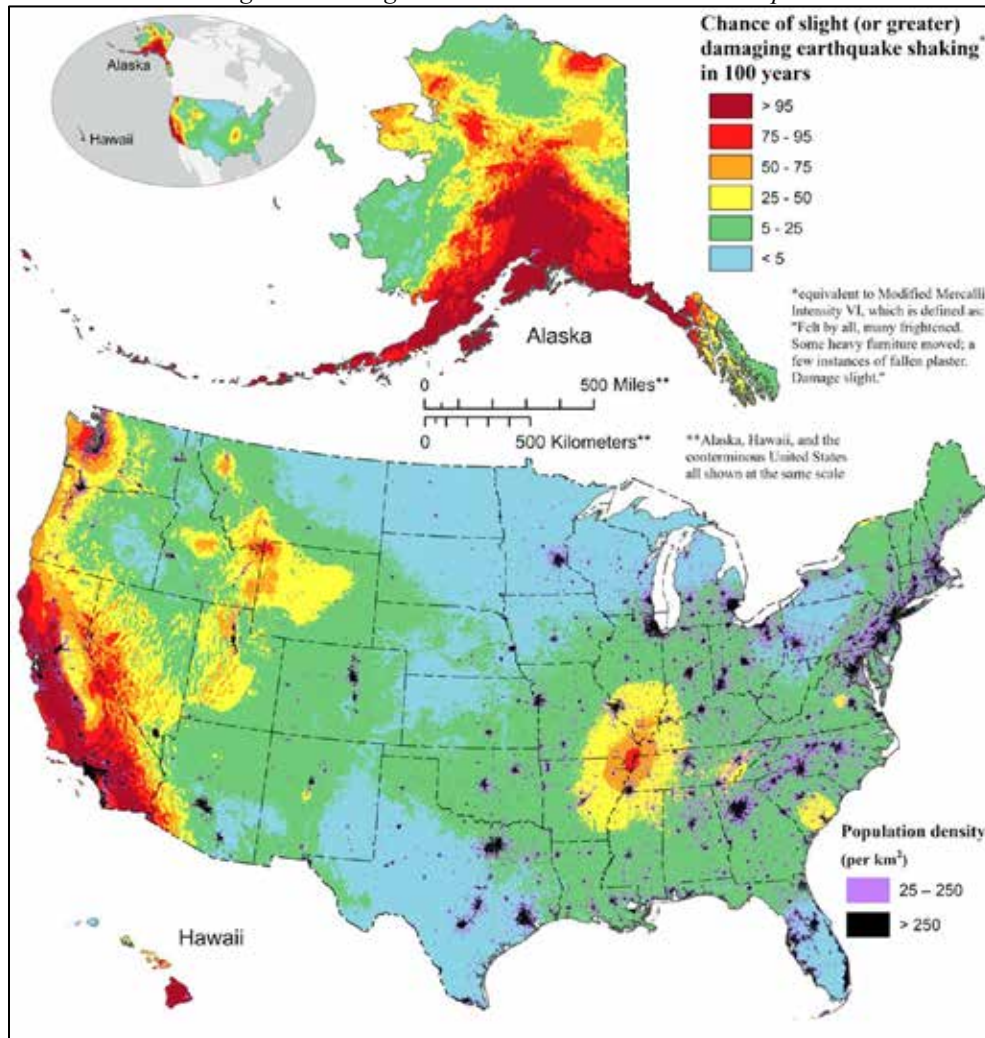 Alaska
Hawaii
Chance of slight (or greater)
damaging earthquake shaking*
in 100 years
> 95
75 - 95
50 - 75
25 - 50
5 - 25
< 5
*equivalent to Modified Mercalli
Intensity VI, which is defined as:
"Felt by all, many frightened.
Some heavy furniture moved; a
few instances of fallen plaster.
Damage slight."
Alaska
0 500 Miles**
0 500 Kilometers**
**Alaska, Hawaii, and the
conterminous United States
all shown at the same scale
Population density
(per km²)
25 – 250
> 250
Hawaii